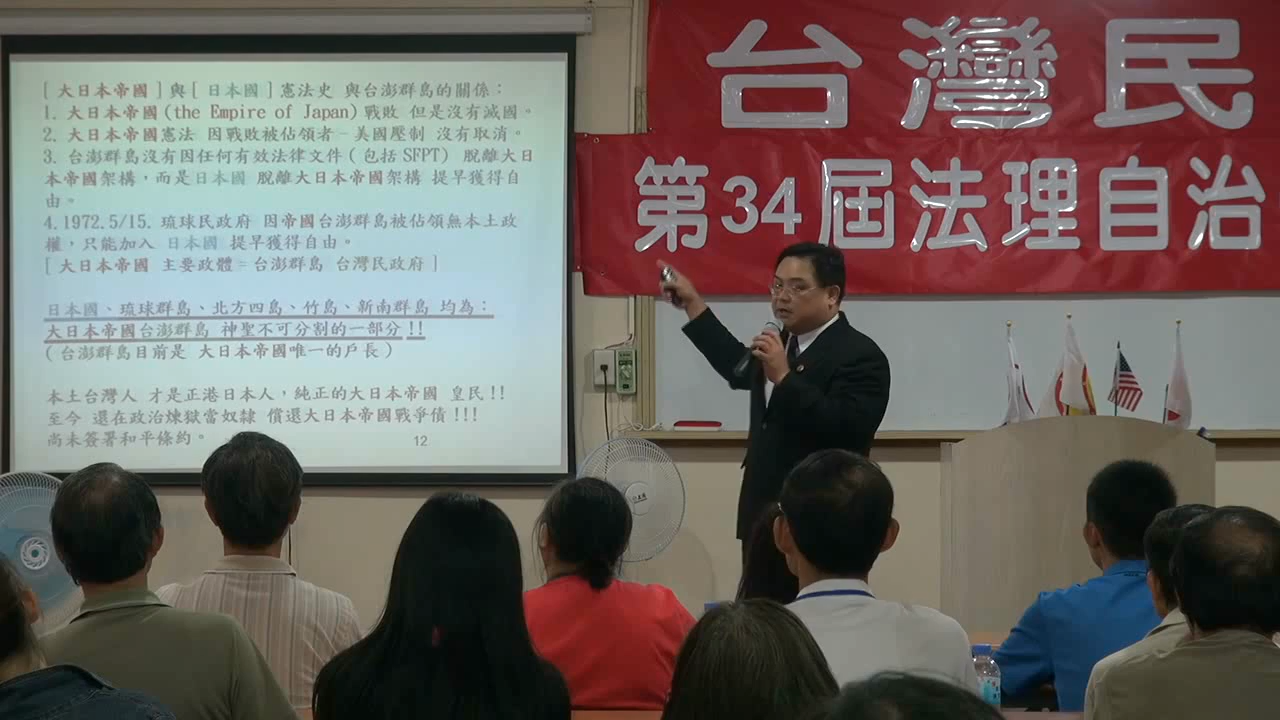 [ 大日本帝國 ] 與 [ 日本國 ] 憲法史 與台澎群島的關係：
1. 大日本帝國 (the Empire of Japan) 戰敗 但是沒有滅國。
2. 大日本帝國憲法 因戰敗被佔領者－美國壓制 沒有取消。
3. 台澎群島沒有因任何有效法律文件 ( 包括 SFPT ) 脫離大日
本帝國架構，而是日本國 脫離大日本帝國架構 提早獲得自
由。
4.1972.5/15. 琉球民政府 因帝國台澎群島被佔領無本土政
權，只能加入 日本國 提早獲得自由。
[ 大日本帝國 主要政體＝台澎群島 台灣民政府 ]
日本國、琉球群島、北方四島、竹島、新南群島 均為：
大日本帝國台澎群島 神聖不可分割的一部分 !!
( 台澎群島目前是 大日本帝國唯一的戶長 )
本土台灣人 才是正港日本人，純正的大日本帝國 皇民 !!
至今 還在政治煉獄當奴隸 償還大日本帝國戰爭債 !!!
尚未簽署和平條約。
12
台灣民
第34屆法理自治